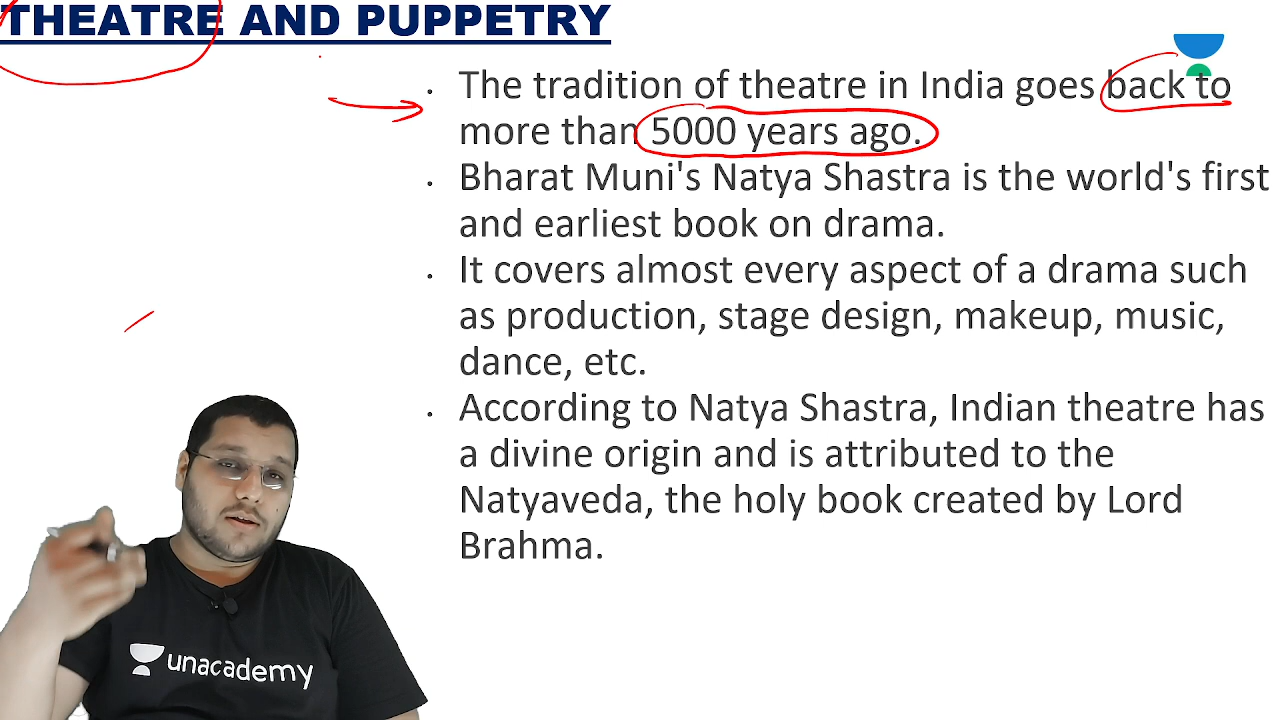 THEATRE AND PUPPETRY
• The tradition of theatre in India goes back to
more than 5000 years ago.
• Bharat Muni's Natya Shastra is the world's first
and earliest book on drama.
• It covers almost every aspect of a drama such
as production, stage design, makeup, music,
dance, etc.
• According to Natya Shastra, Indian theatre has
a divine origin and is attributed to the
Natyaveda, the holy book created by Lord
Brahma.
unacademy